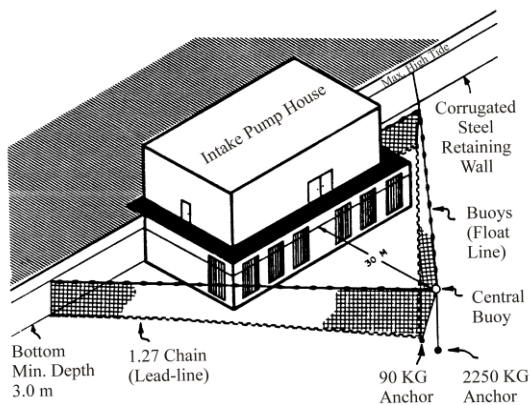 Max. High Tide
Intake Pump House
Corrugated
Steel
Retaining
Wall
Buoys
(Float
Line)
30 M
Central
Buoy
Bottom
Min. Depth
3.0 m
1.27 Chain
(Lead-line)
90 KG
Anchor
2250 KG
Anchor